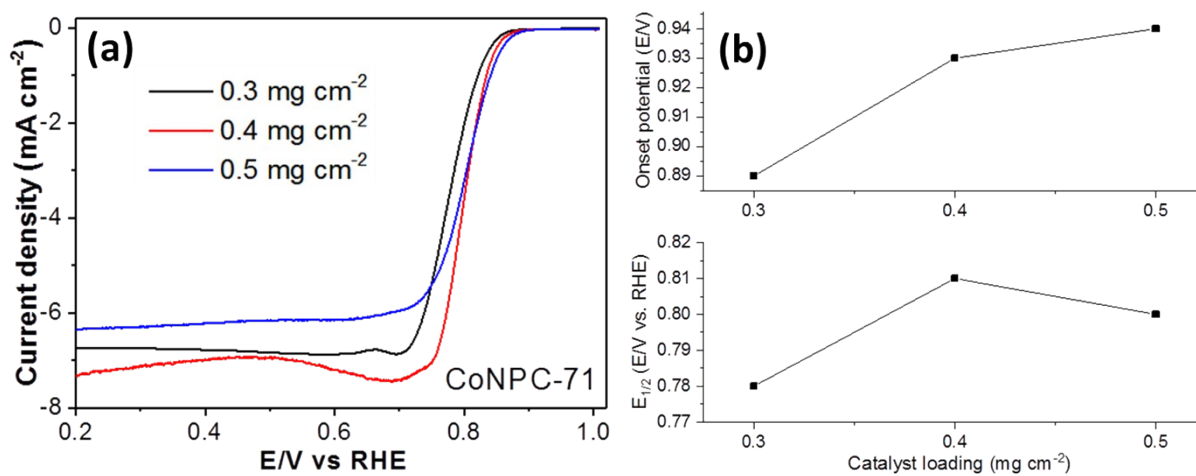 (a)
0.3 mg cm⁻²
0.4 mg cm⁻²
0.5 mg cm⁻²
CoNPC-71
Current density (mA cm⁻²)
0
-2
-4
-6
-8
0.2 0.4 0.6 0.8 1.0
E/V vs RHE
(b)
Onset potential (E/V)
0.94
0.93
0.92
0.91
0.90
0.89
0.3 0.4 0.5
E₁/₂ (E/V vs. RHE)
0.82
0.81
0.80
0.79
0.78
0.77
0.3 0.4 0.5
Catalyst loading (mg cm⁻²)